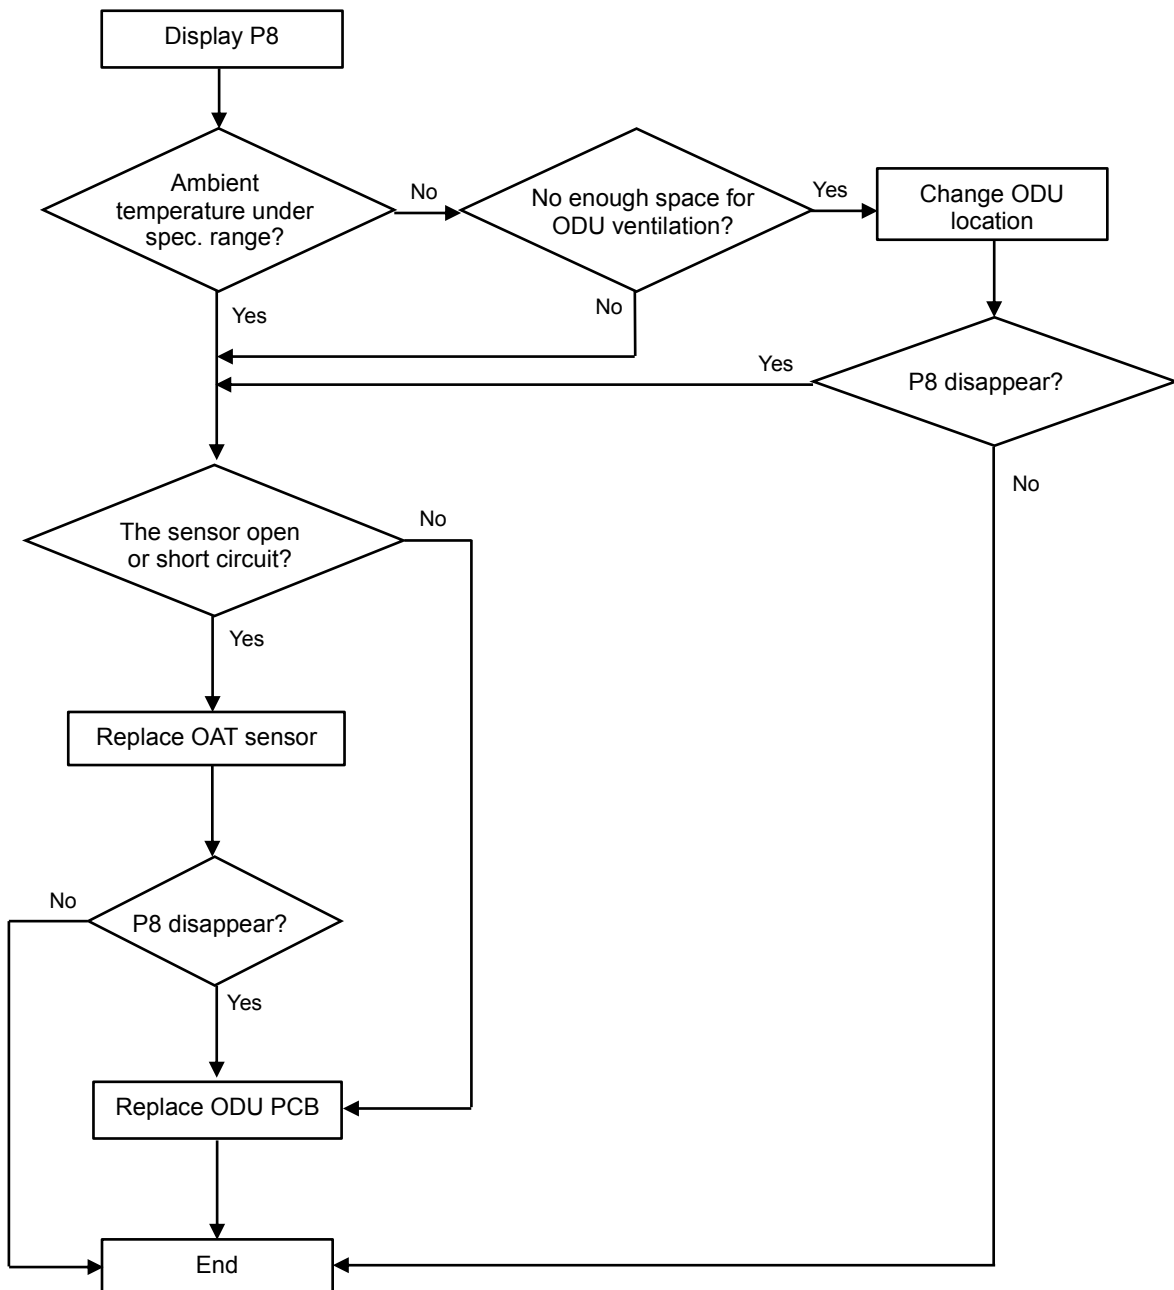 Display P8
Ambient
temperature under
spec. range?
No
No enough space for
ODU ventilation?
Yes
Change ODU
location
Yes
No
Yes
P8 disappear?
No
The sensor open
or short circuit?
No
Yes
Replace OAT sensor
No
P8 disappear?
Yes
Replace ODU PCB
End